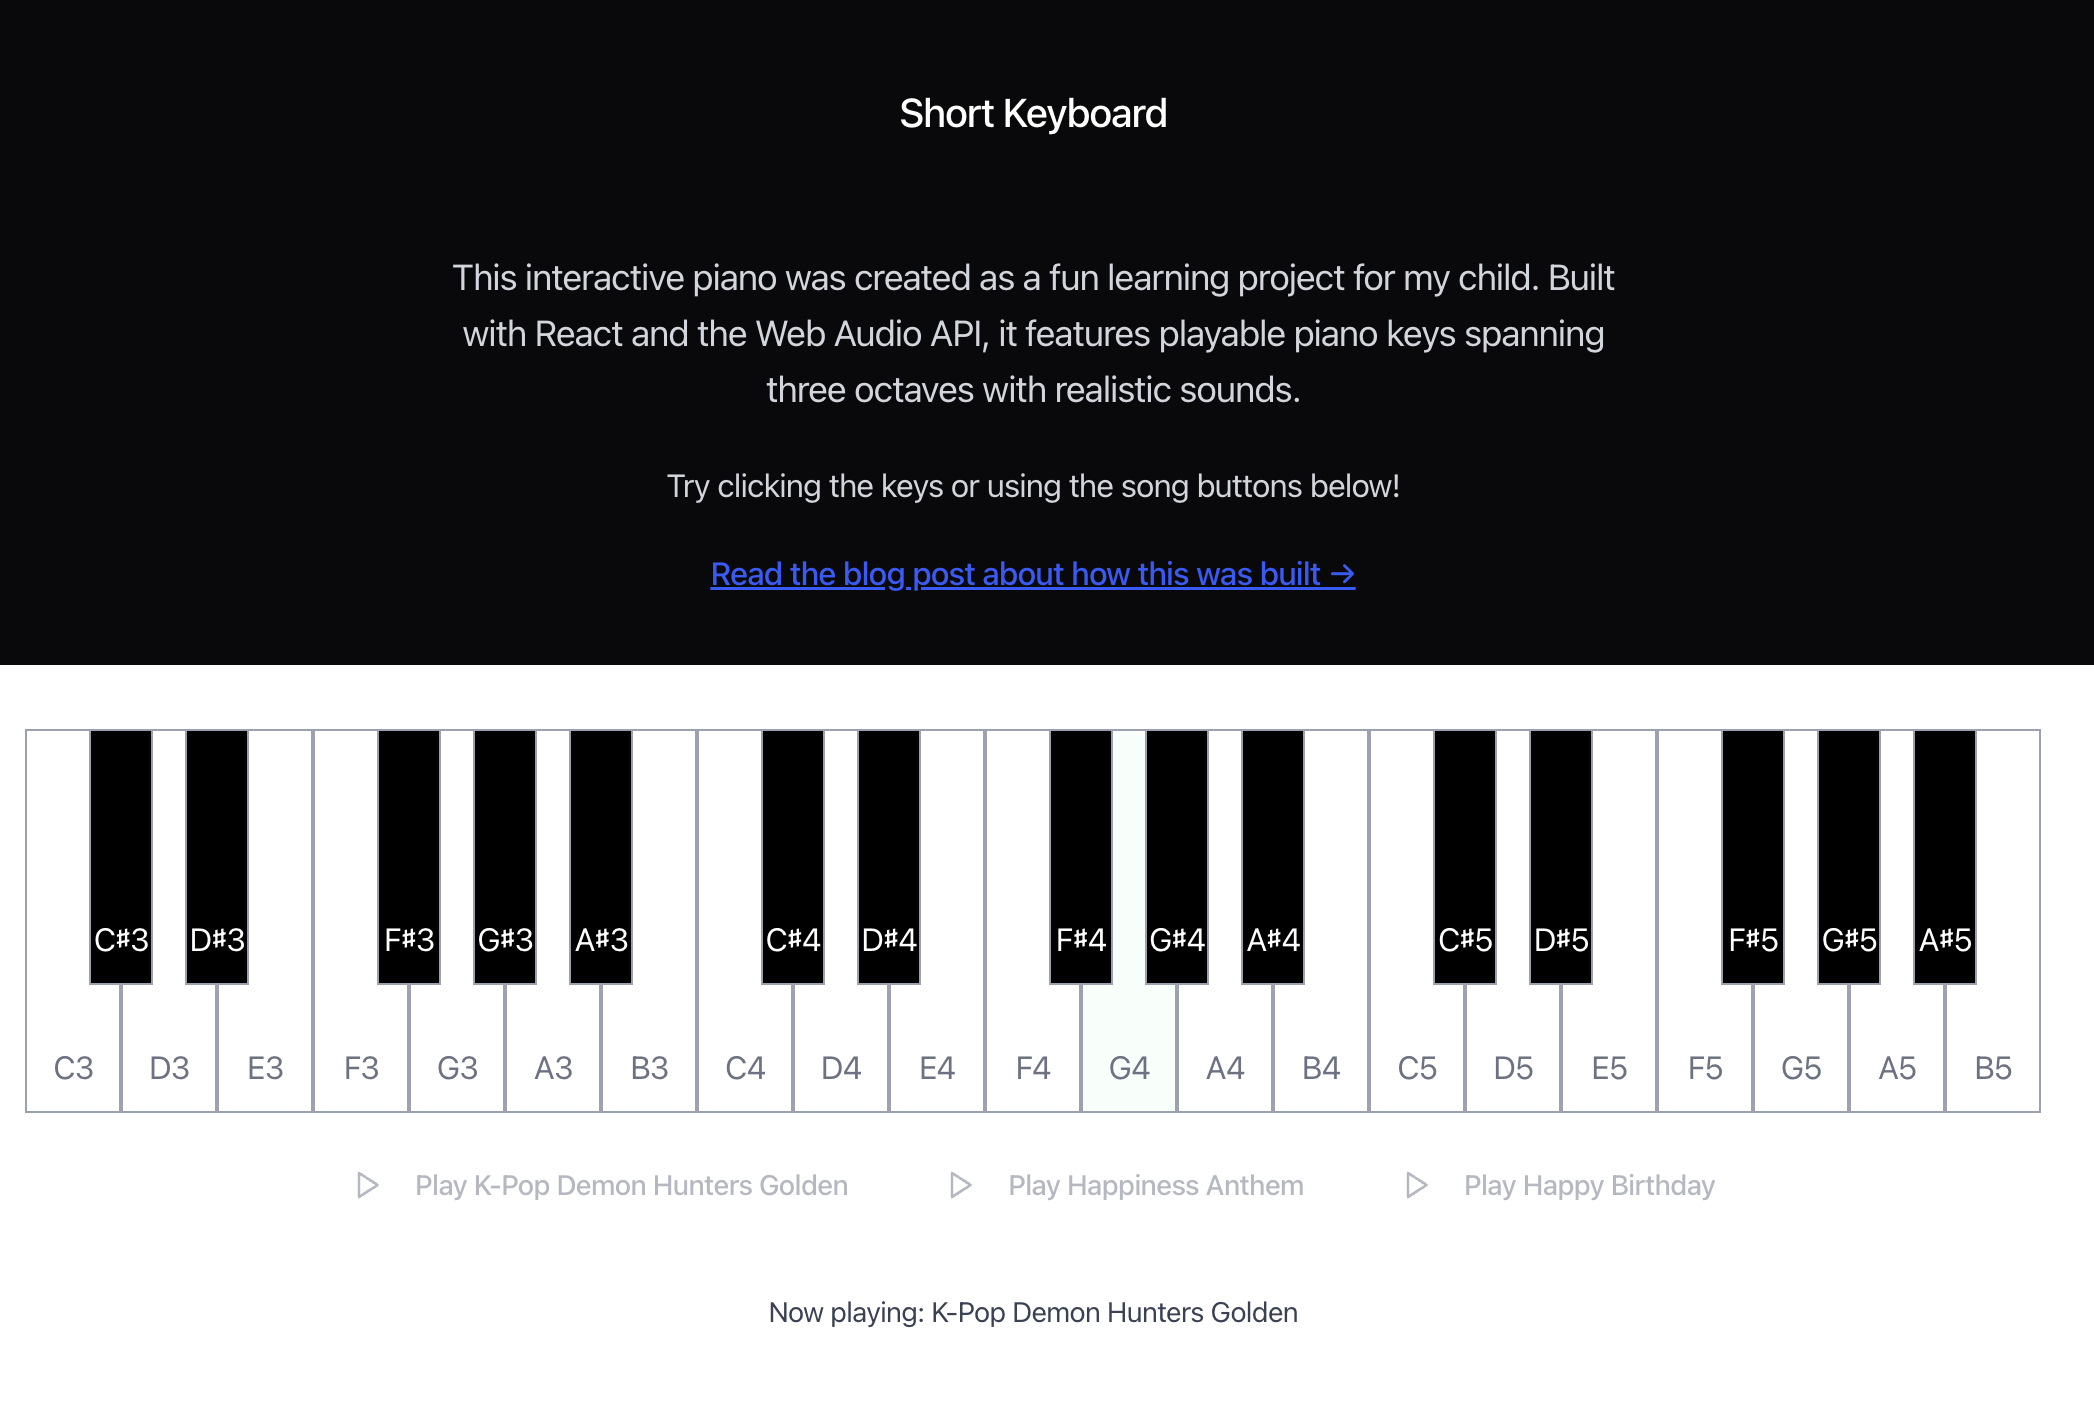 Short Keyboard
This interactive piano was created as a fun learning project for my child. Built
with React and the Web Audio API, it features playable piano keys spanning
three octaves with realistic sounds.
Try clicking the keys or using the song buttons below!
Read the blog post about how this was built →
C#3 D#3 F#3 G#3 A#3 C#4 D#4 F#4 G#4 A#4 C#5 D#5 F#5 G#5 A#5
C3 D3 E3 F3 G3 A3 B3 C4 D4 E4 F4 G4 A4 B4 C5 D5 E5 F5 G5 A5 B5
Play K-Pop Demon Hunters Golden Play Happiness Anthem Play Happy Birthday
Now playing: K-Pop Demon Hunters Golden